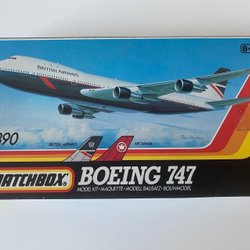 8+
BRITISH AIRWAYS
390
BRITISH AIRWAYS
AIR CANADA
MATCHBOX
BOEING 747
MODEL KIT·MAQUETTE·MODELL BAUSATZ·BOUWMODEL